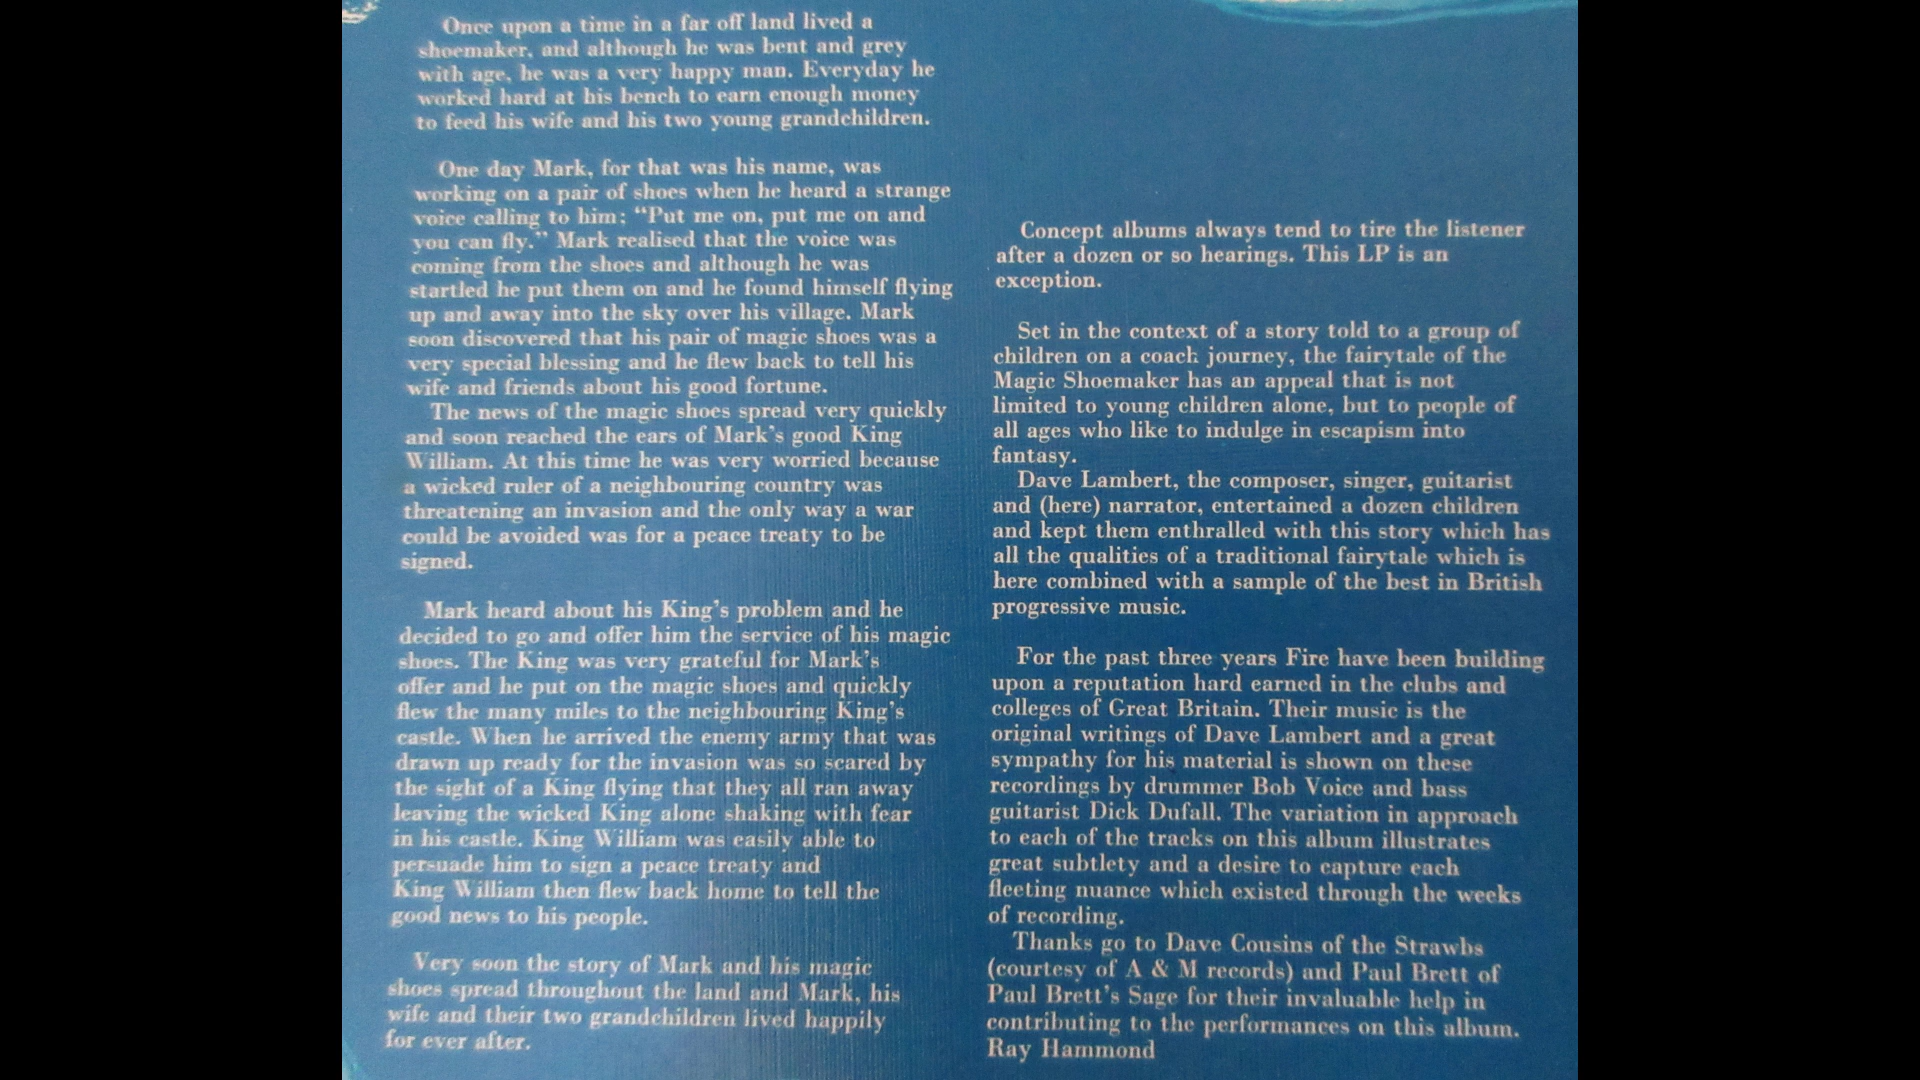 Once upon a time in a far off land lived a
shoemaker, and although he was bent and grey
with age, he was a very happy man. Everyday he
worked hard at his bench to earn enough money
to feed his wife and his two young grandchildren.
One day Mark, for that was his name, was
working on a pair of shoes when he heard a strange
voice calling to him; “Put me on, put me on and
you can fly.” Mark realised that the voice was
coming from the shoes and although he was
startled he put them on and he found himself flying
up and away into the sky over his village. Mark
soon discovered that his pair of magic shoes was a
very special blessing and he flew back to tell his
wife and friends about his good fortune.
The news of the magic shoes spread very quickly
and soon reached the ears of Mark’s good King
William. At this time he was very worried because
a wicked ruler of a neighbouring country was
threatening an invasion and the only way a war
could be avoided was for a peace treaty to be
signed.
Mark heard about his King’s problem and he
decided to go and offer him the service of his magic
shoes. The King was very grateful for Mark’s
offer and he put on the magic shoes and quickly
flew the many miles to the neighbouring King’s
castle. When he arrived the enemy army that was
drawn up ready for the invasion was so scared by
the sight of a King flying that they all ran away
leaving the wicked King alone shaking with fear
in his castle. King William was easily able to
persuade him to sign a peace treaty and
King William then flew back home to tell the
good news to his people.
Very soon the story of Mark and his magic
shoes spread throughout the land and Mark, his
wife and their two grandchildren lived happily
for ever after.
Concept albums always tend to tire the listener
after a dozen or so hearings. This LP is an
exception.
Set in the context of a story told to a group of
children on a coach journey, the fairytale of the
Magic Shoemaker has an appeal that is not
limited to young children alone, but to people of
all ages who like to indulge in escapism into
fantasy.
Dave Lambert, the composer, singer, guitarist
and (here) narrator, entertained a dozen children
and kept them enthralled with this story which has
all the qualities of a traditional fairytale which is
here combined with a sample of the best in British
progressive music.
For the past three years Fire have been building
upon a reputation hard earned in the clubs and
colleges of Great Britain. Their music is the
original writings of Dave Lambert and a great
sympathy for his material is shown on these
recordings by drummer Bob Voice and bass
guitarist Dick Dufall. The variation in approach
to each of the tracks on this album illustrates
great subtlety and a desire to capture each
fleeting nuance which existed through the weeks
of recording.
Thanks go to Dave Cousins of the Strawbs
(courtesy of A & M records) and Paul Brett of
Paul Brett’s Sage for their invaluable help in
contributing to the performances on this album.
Ray Hammond